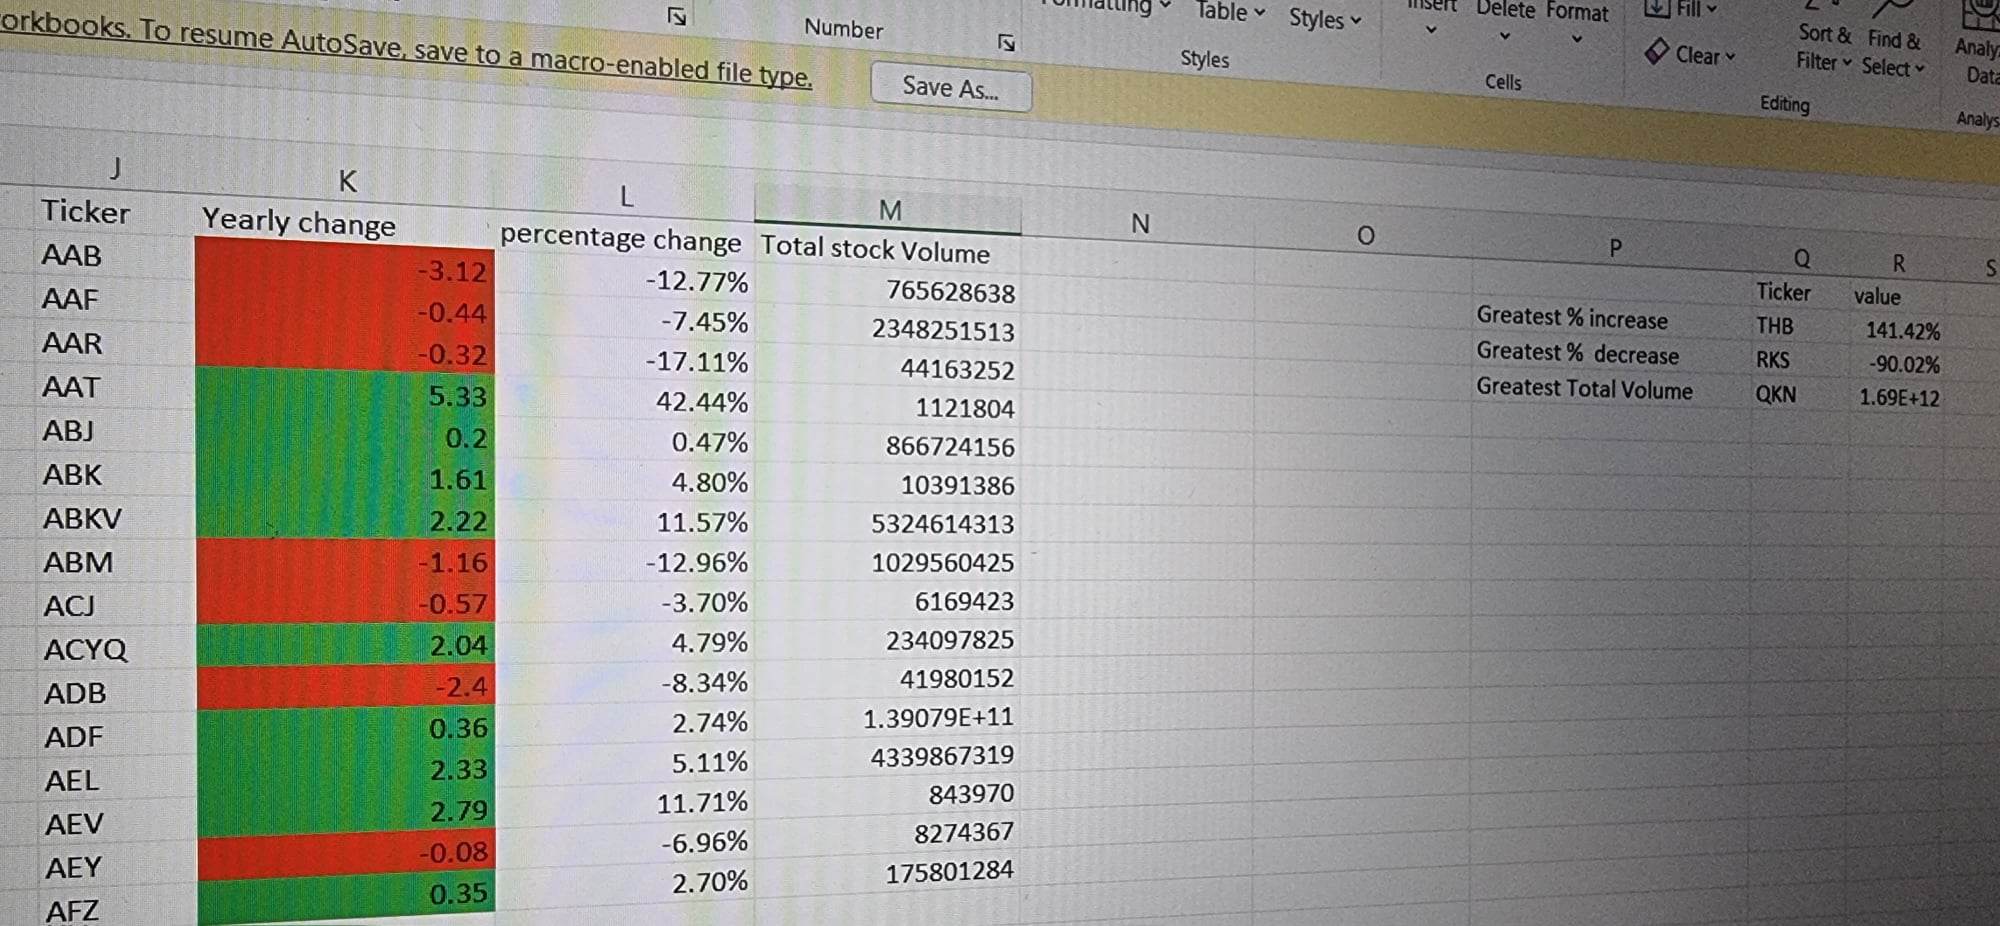 Table Styles Insert Delete Format Fill
Number Styles Cells Clear Sort & Filter Find & Select
Editing
orkbooks. To resume AutoSave, save to a macro-enabled file type. Save As...
J K L M N O P Q R S
Ticker Yearly change percentage change Total stock Volume
AAB -3.12 -12.77% 765628638
AAF -0.44 -7.45% 2348251513
AAR -0.32 -17.11% 44163252
AAT 5.33 42.44% 1121804
ABJ 0.2 0.47% 866724156
ABK 1.61 4.80% 10391386
ABKV 2.22 11.57% 5324614313
ABM -1.16 -12.96% 1029560425
ACJ -0.57 -3.70% 6169423
ACYQ 2.04 4.79% 234097825
ADB -2.4 -8.34% 41980152
ADF 0.36 2.74% 1.39079E+11
AEL 2.33 5.11% 4339867319
AEV 2.79 11.71% 843970
AEY -0.08 -6.96% 8274367
AFZ 0.35 2.70% 175801284
Ticker value
Greatest % increase THB 141.42%
Greatest % decrease RKS -90.02%
Greatest Total Volume QKN 1.69E+12